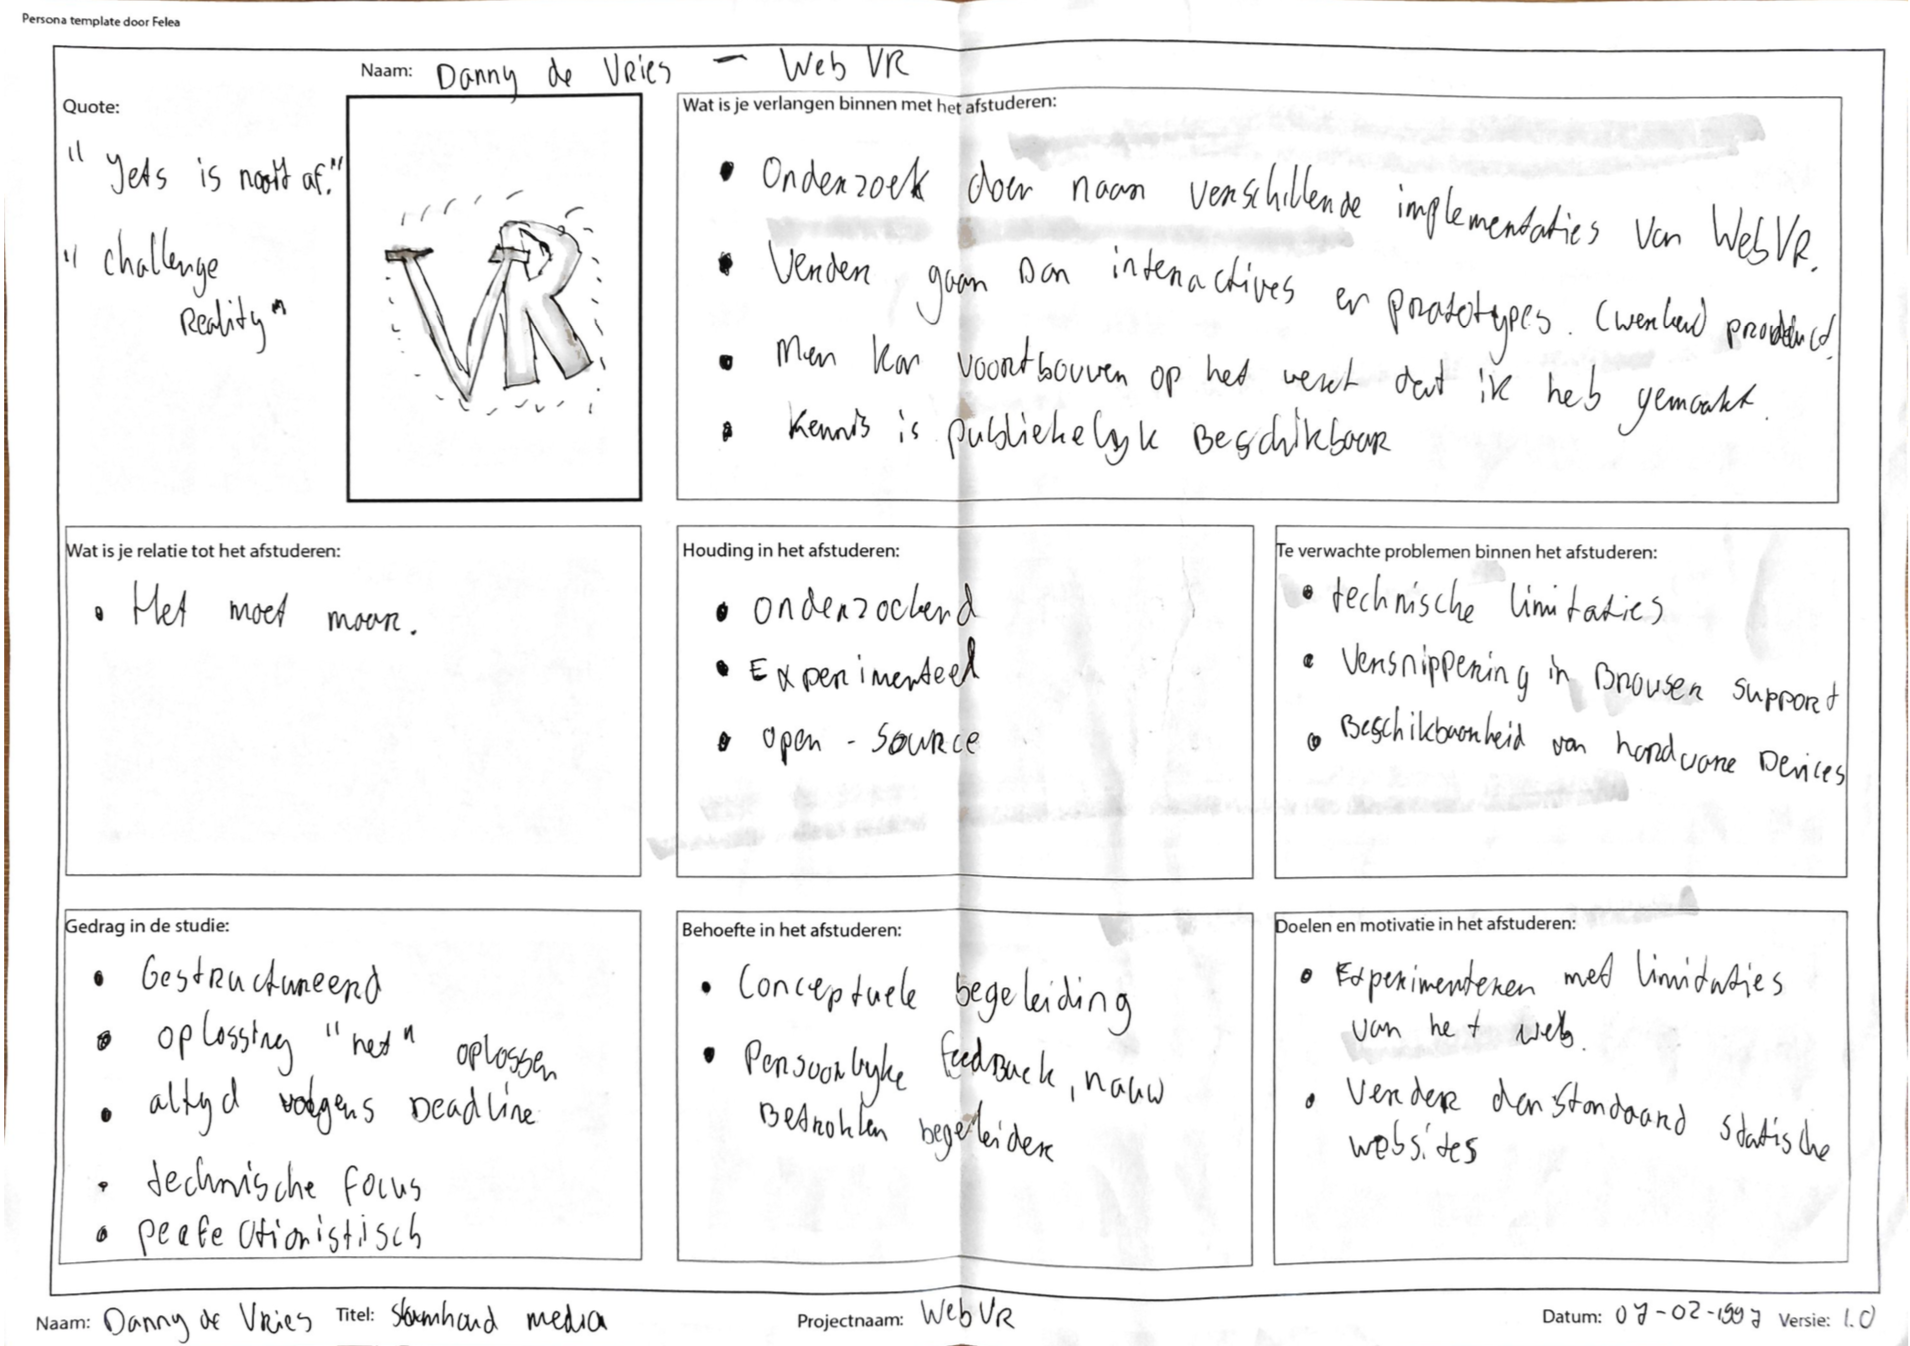 Persona template door Felea
Naam: Danny de Vries - Web VR
Quote:
"Iets is nooit af."
"Challenge
Reality"
VR
Wat is je verlangen binnen met het afstuderen:
• Onderzoek doen naar verschillende implementaties van WebVR.
• Verder gaan dan interactives en prototypes. (werkend product.
• Men kan voortbouwen op het werk dat ik heb gemaakt.
• Kennis is publiekelijk Beschikbaar
Wat is je relatie tot het afstuderen:
• Het moet maar.
Houding in het afstuderen:
• Onderzoekend
• Experimenteel
• open - source
Te verwachte problemen binnen het afstuderen:
• technische limitaties
• Versnippering in Browser support
• Beschikbaarheid van hardware Devices
Gedrag in de studie:
• Gestructureerd
• oplossing "net" oplossen
• altijd volgens Deadline
• technische focus
• perfectionistisch
Behoefte in het afstuderen:
• Conceptuele begeleiding
• Persoonlijke feedback, nauw
Betrokken begeleider
Doelen en motivatie in het afstuderen:
• Experimenteren met limitaties
van het web.
• Verder dan standaard statische
websites
Naam: Danny de Vries Titel: media Projectnaam: WebVR Datum: 07-02-1997 Versie: 1.0